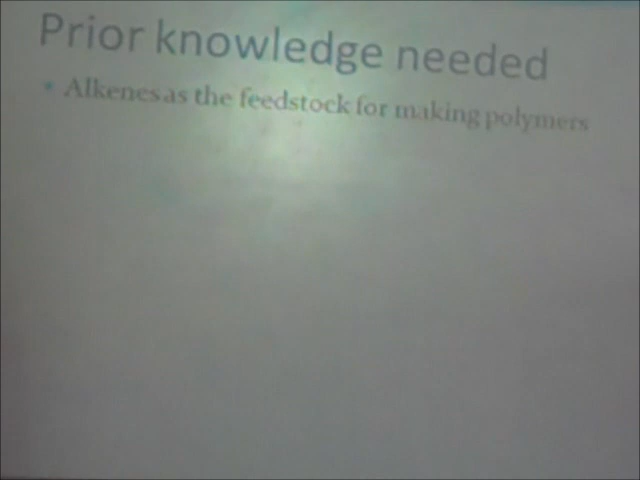 Prior knowledge needed
• Alkenes as the feedstock for making polymers